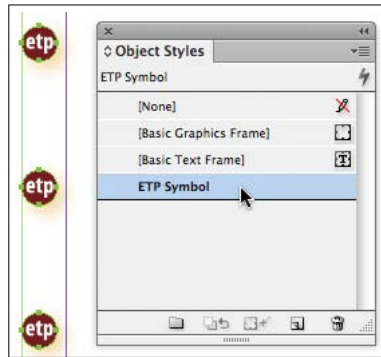 etp
etp
etp
Object Styles
ETP Symbol
[None]
[Basic Graphics Frame]
[Basic Text Frame]
ETP Symbol